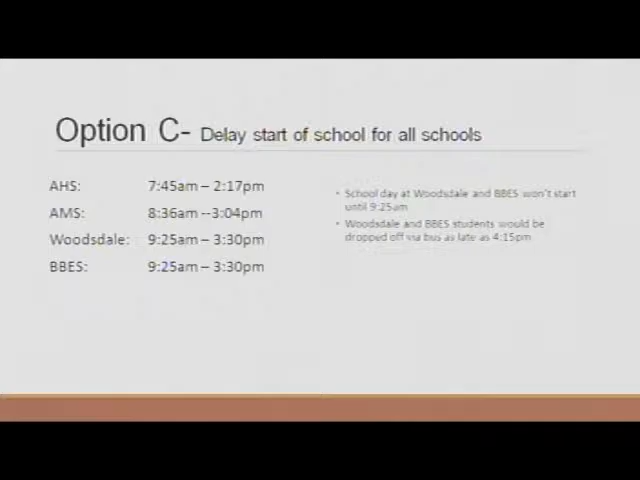 Option C- Delay start of school for all schools
AHS: 7:45am – 2:17pm
AMS: 8:36am --3:04pm
Woodsdale: 9:25am – 3:30pm
BBES: 9:25am – 3:30pm
• School day at Woodsdale and BBES won't start
until 9:25am
• Woodsdale and BBES students would be
dropped off via bus as late as 4:15pm